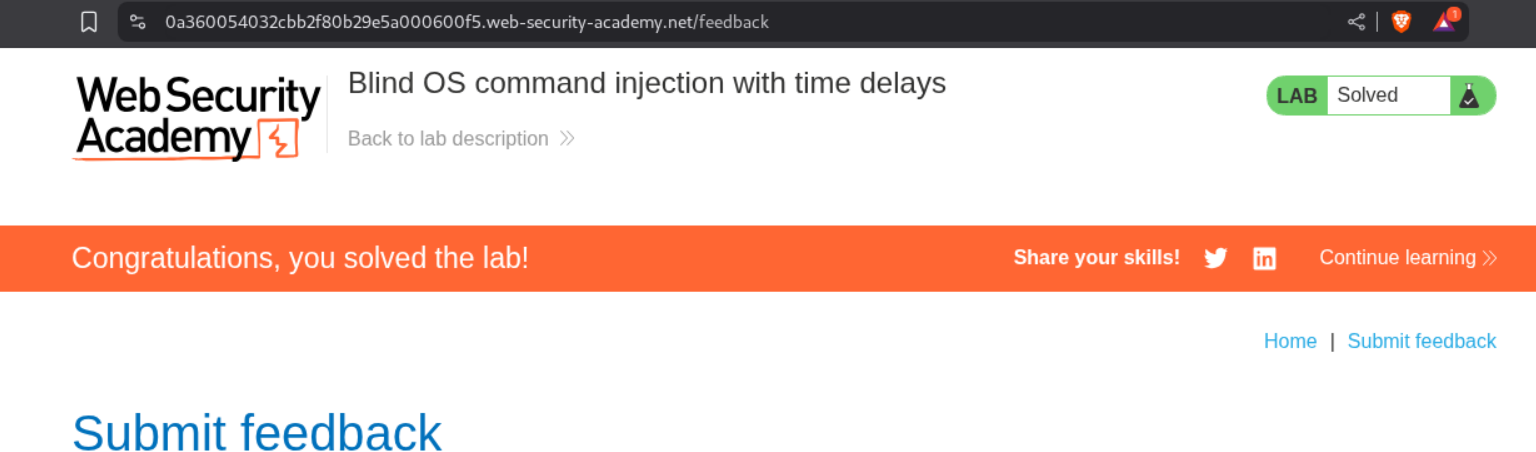 0a360054032cbb2f80b29e5a000600f5.web-security-academy.net/feedback
1
Web Security
Academy
Blind OS command injection with time delays
Back to lab description
LAB Solved
Congratulations, you solved the lab!
Share your skills!
Continue learning
Home | Submit feedback
Submit feedback